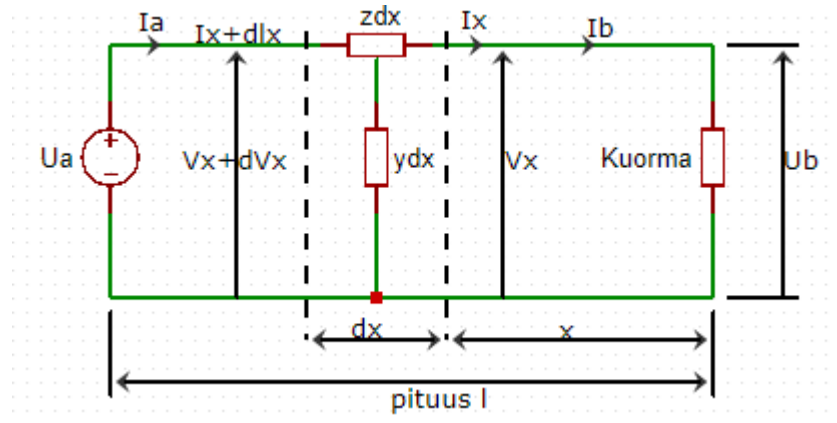 Ia
Ix+dIx
zdx
Ix
Ib
+
Ua
Vx+dVx
ydx
Vx
Kuorma
Ub
−
dx
x
pituus l